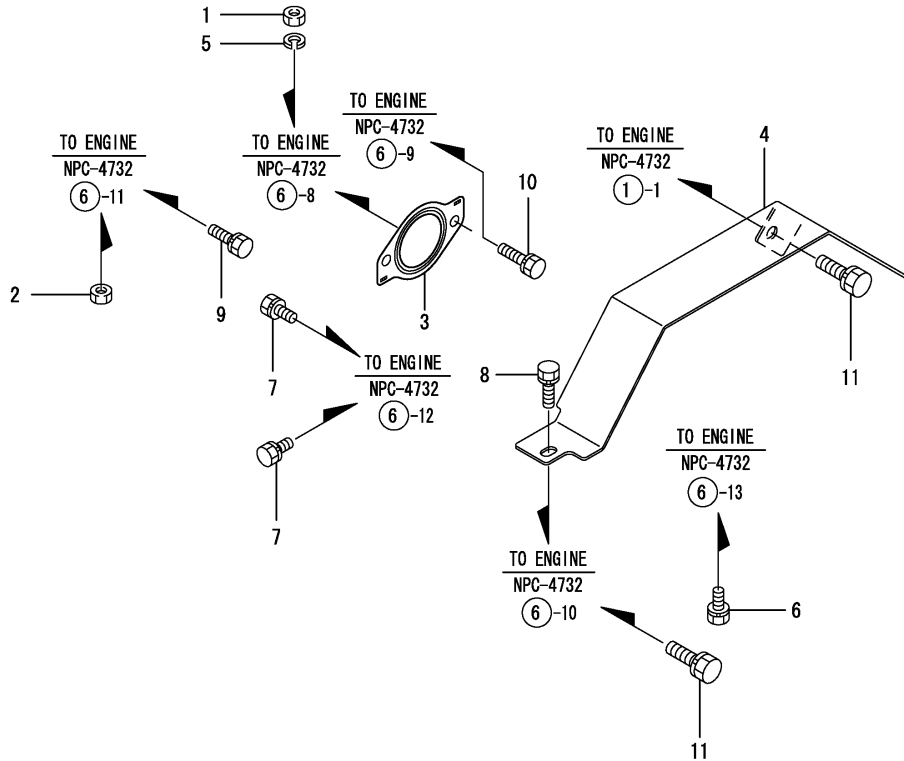 1
5
TO ENGINE
NPC-4732
6-9
TO ENGINE
NPC-4732
6-11
TO ENGINE
NPC-4732
6-8
TO ENGINE
NPC-4732
1-1
4
10
2
9
3
7
TO ENGINE
NPC-4732
6-12
8
11
7
TO ENGINE
NPC-4732
6-13
TO ENGINE
NPC-4732
6-10
6
11